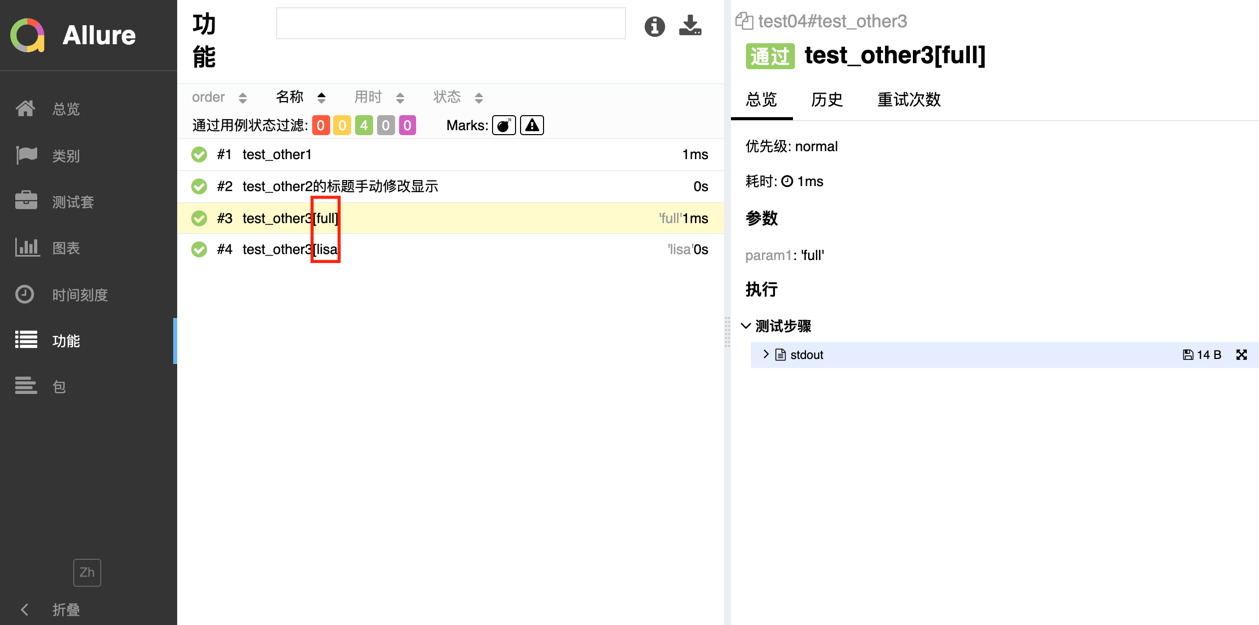 Allure
总览
类别
测试套
图表
时间刻度
功能
包
Zh
折叠
功能
order 名称 用时 状态
通过用例状态过滤: 0 0 4 0 0 Marks:
#1 test_other1 1ms
#2 test_other2的标题手动修改显示 0s
#3 test_other3[full] 'full'1ms
#4 test_other3[lisa 'lisa'0s
test04#test_other3
通过 test_other3[full]
总览 历史 重试次数
优先级: normal
耗时: 1ms
参数
param1: 'full'
执行
测试步骤
stdout 14 B